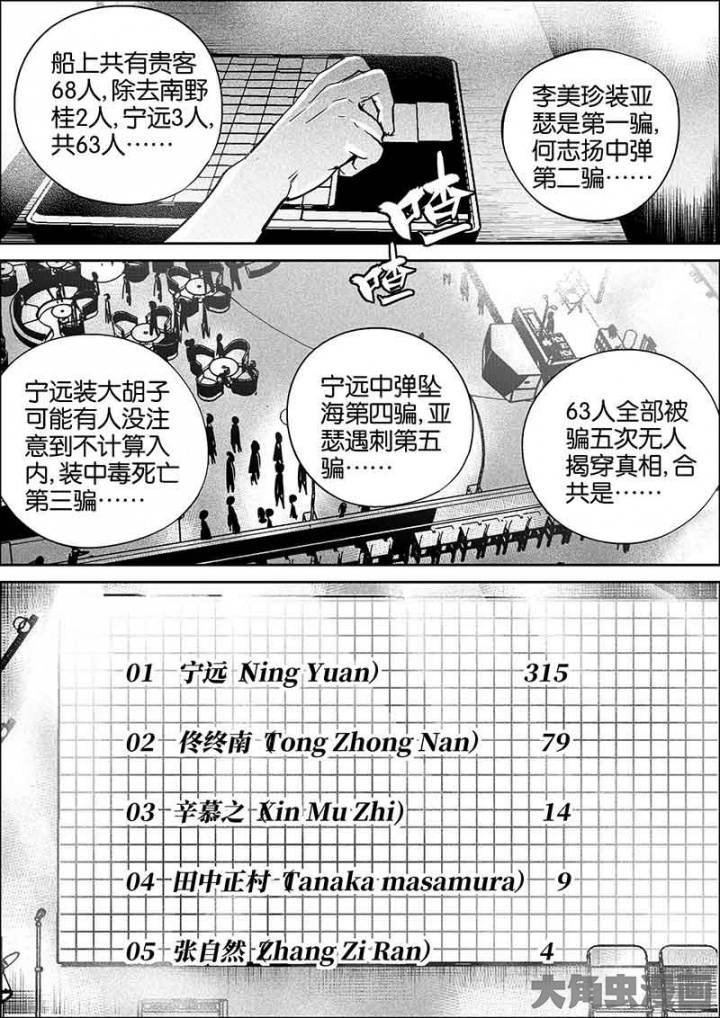 船上共有贵客
68人,除去南野
桂2人,宁远3人,
共63人……
李美珍装亚
瑟是第一骗,
何志扬中弹
第二骗……
喳
喳
宁远装大胡子
可能有人没注
意到不计算入
内,装中毒死亡
第三骗……
宁远中弹坠
海第四骗,亚
瑟遇刺第五
骗……
63人全部被
骗五次无人
揭穿真相,合
共是……
01 宁远 (Ning Yuan) 315
02 佟终南 (Tong Zhong Nan) 79
03 辛慕之 (Xin Mu Zhi) 14
04 田中正村 (Tanaka masamura) 9
05 张自然 (Zhang Zi Ran) 4
大角虫漫画